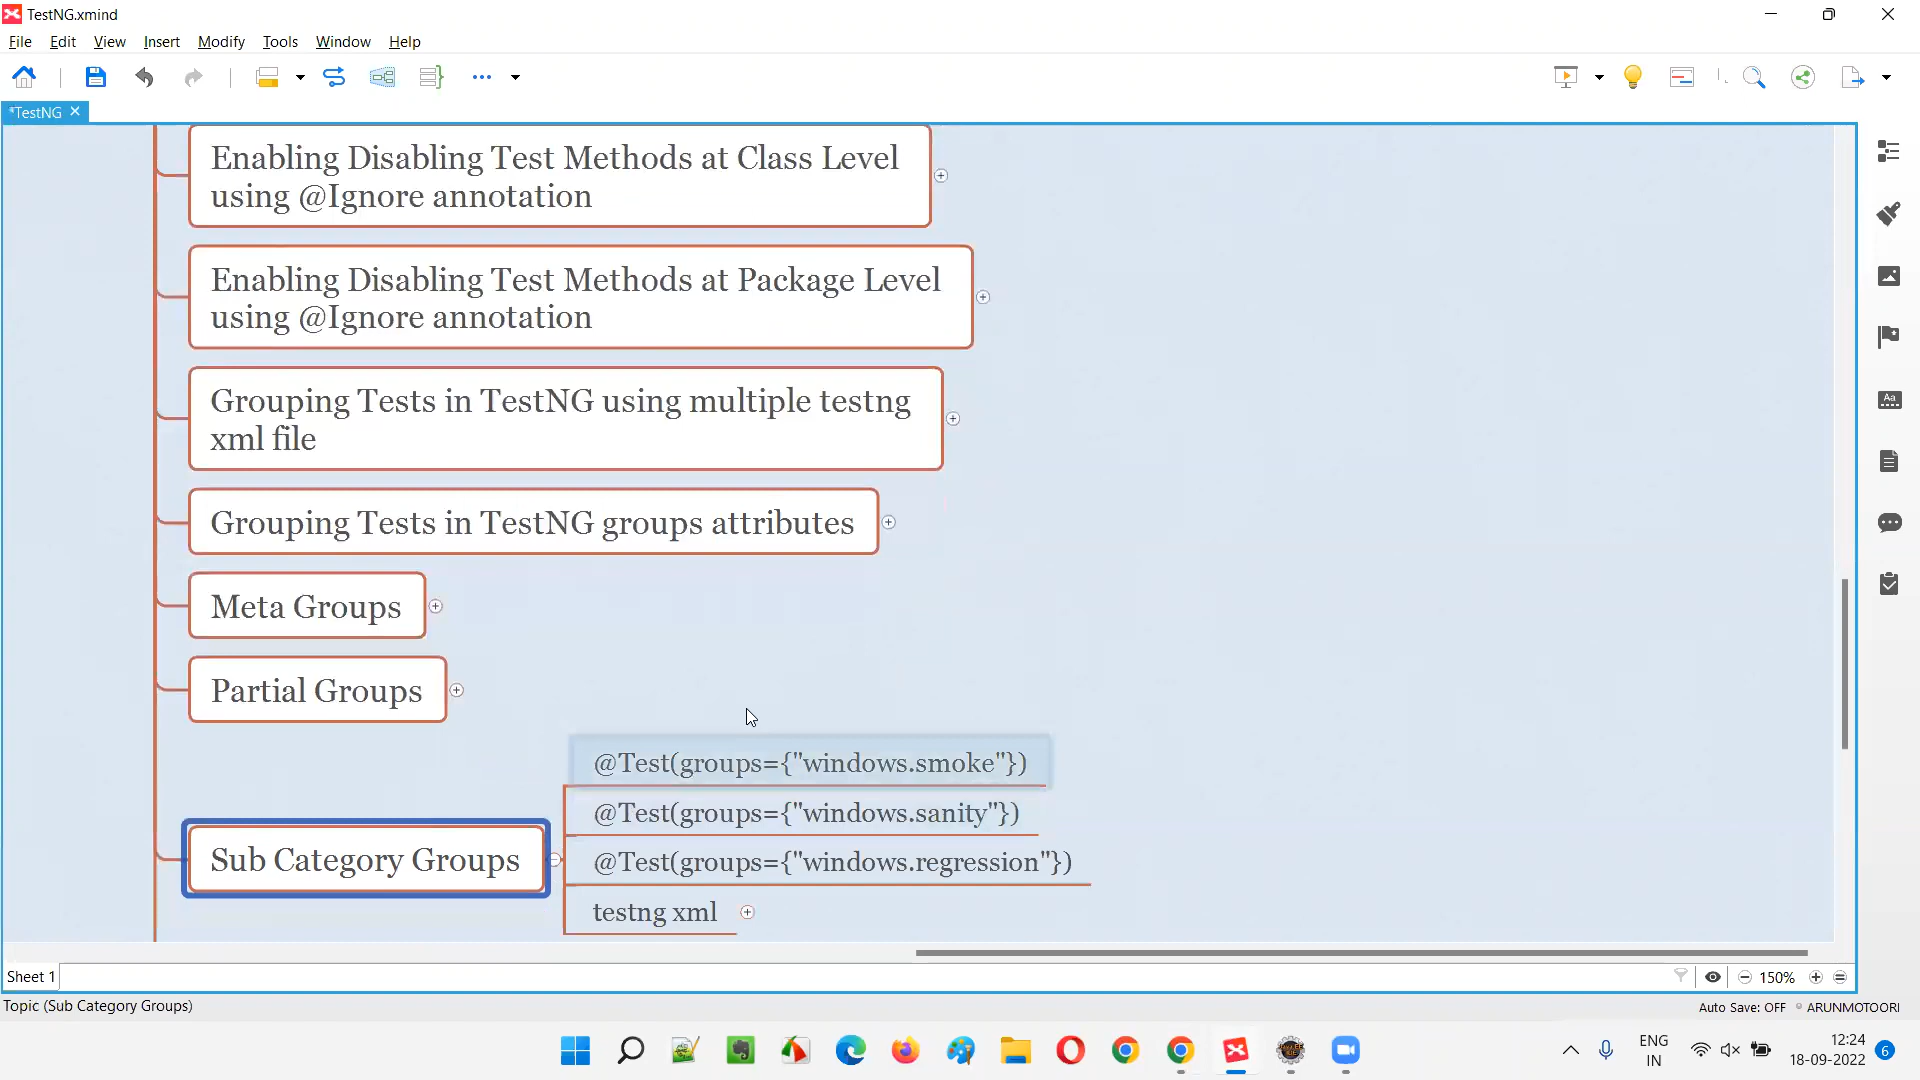 TestNG.xmind
File Edit View Insert Modify Tools Window Help
*TestNG
Enabling Disabling Test Methods at Class Level
using @Ignore annotation
Enabling Disabling Test Methods at Package Level
using @Ignore annotation
Grouping Tests in TestNG using multiple testng
xml file
Grouping Tests in TestNG groups attributes
Meta Groups
Partial Groups
@Test(groups={"windows.smoke"})
@Test(groups={"windows.sanity"})
Sub Category Groups
@Test(groups={"windows.regression"})
testng xml
Sheet 1
150%
Topic (Sub Category Groups)
Auto Save: OFF
ARUNMOTOORI
ENG
IN
12:24
18-09-2022
6
Aa